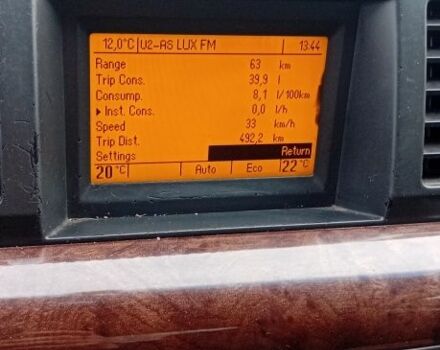 12,0°C U2-AS LUX FM 13:44
Range 63 km
Trip Cons. 39,9 l
Consump. 8,1 l/100km
Inst. Cons. 0,0 l/h
Speed 33 km/h
Trip Dist. 492,2 km
Settings Return
20°C Auto Eco 22°C